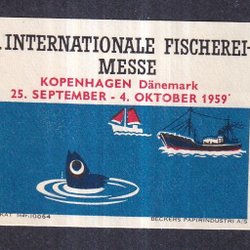 . INTERNATIONALE FISCHEREI-
MESSE
KOPENHAGEN Dänemark
25. SEPTEMBER - 4. OKTOBER 1959
BECKERS PAPIRINDUSTRI A/S